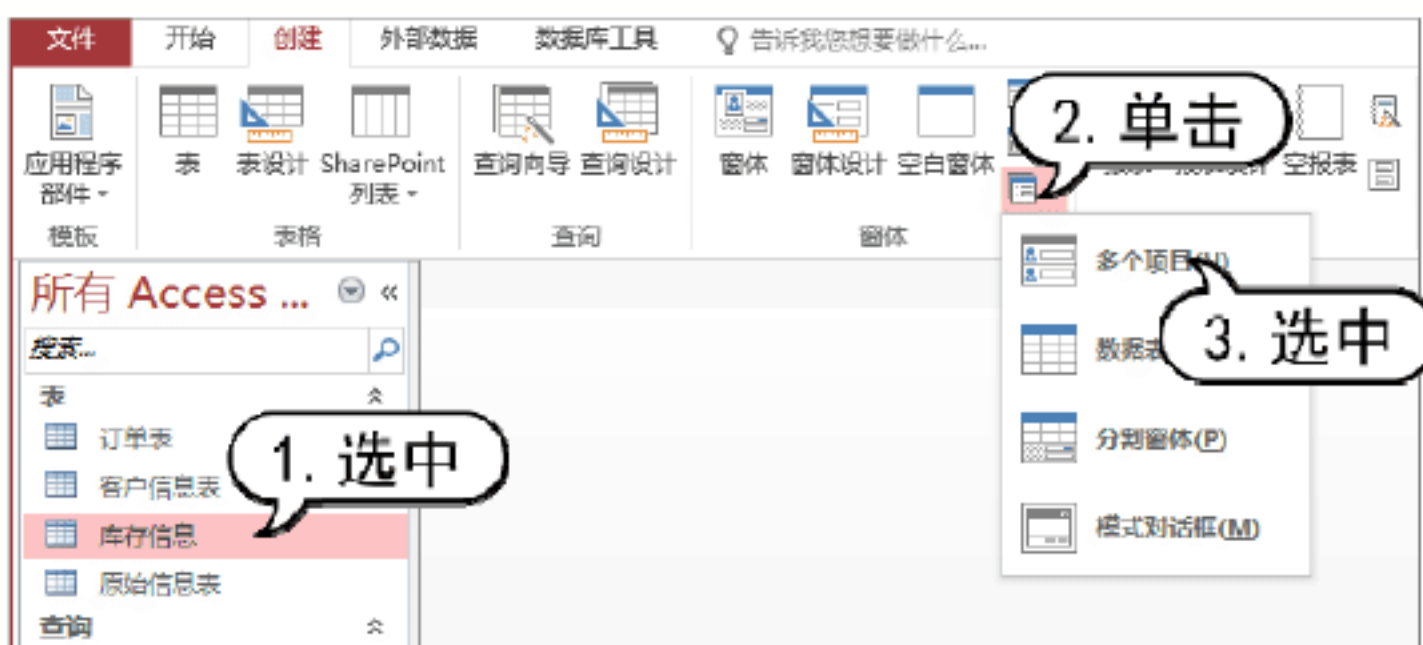 文件 开始 创建 外部数据 数据库工具 告诉我您想要做什么...
应用程序
部件
表 表设计 SharePoint
列表
查询向导 查询设计 窗体 窗体设计 空白窗体
2. 单击
空报表
模板 表格 查询 窗体
所有 Access ... «
搜索...
表
订单表
客户信息表
库存信息
原始信息表
查询
1. 选中
多个项目(U)
数据表
3. 选中
分割窗体(P)
模式对话框(M)